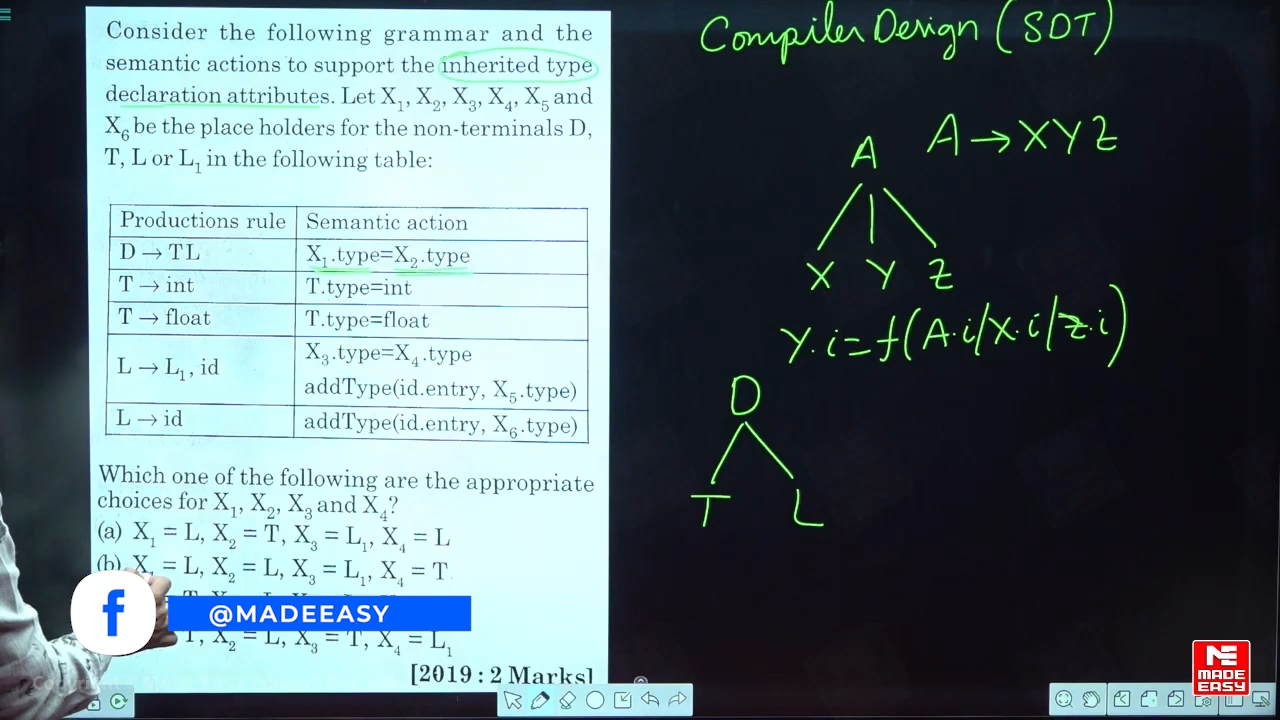 Consider the following grammar and the
semantic actions to support the inherited type
declaration attributes. Let X₁, X₂, X₃, X₄, X₅ and
X₆ be the place holders for the non-terminals D,
T, L or L₁ in the following table:
Productions rule Semantic action
D → TL X₁.type=X₂.type
T → int T.type=int
T → float T.type=float
L → L₁, id X₃.type=X₄.type
addType(id.entry, X₅.type)
L → id addType(id.entry, X₆.type)
Which one of the following are the appropriate
choices for X₁, X₂, X₃ and X₄?
(a) X₁ = L, X₂ = T, X₃ = L₁, X₄ = L
(b) X = L, X₂ = L, X₃ = L₁, X₄ = T
T, X₂ = L, X₃ = T, X₄ = L₁
[2019 : 2 Marks]
f @MADEEASY
Compiler Design (SDT)
A → XYZ
A
X Y Z
Y.i = f(A.i/X.i/Z.i)
D
T L
ME
MADE
EASY